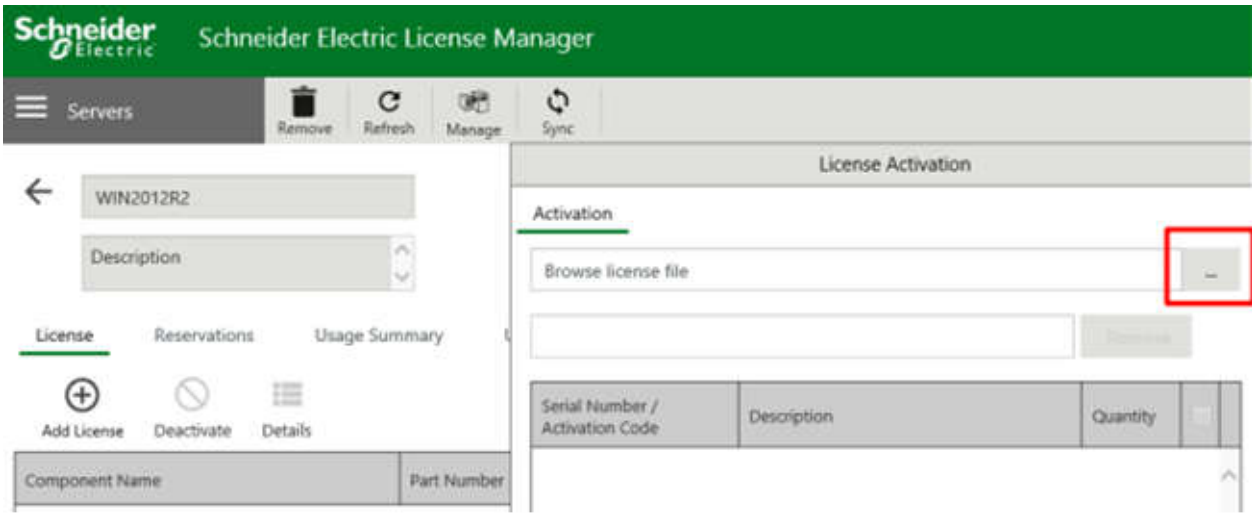 Schneider
Electric
Schneider Electric License Manager
Servers
Remove
Refresh
Manage
Sync
License Activation
WIN2012R2
Description
Activation
Browse license file
...
License
Reservations
Usage Summary
Add License
Deactivate
Details
Remove
Serial Number /
Activation Code
Description
Quantity
Component Name
Part Number